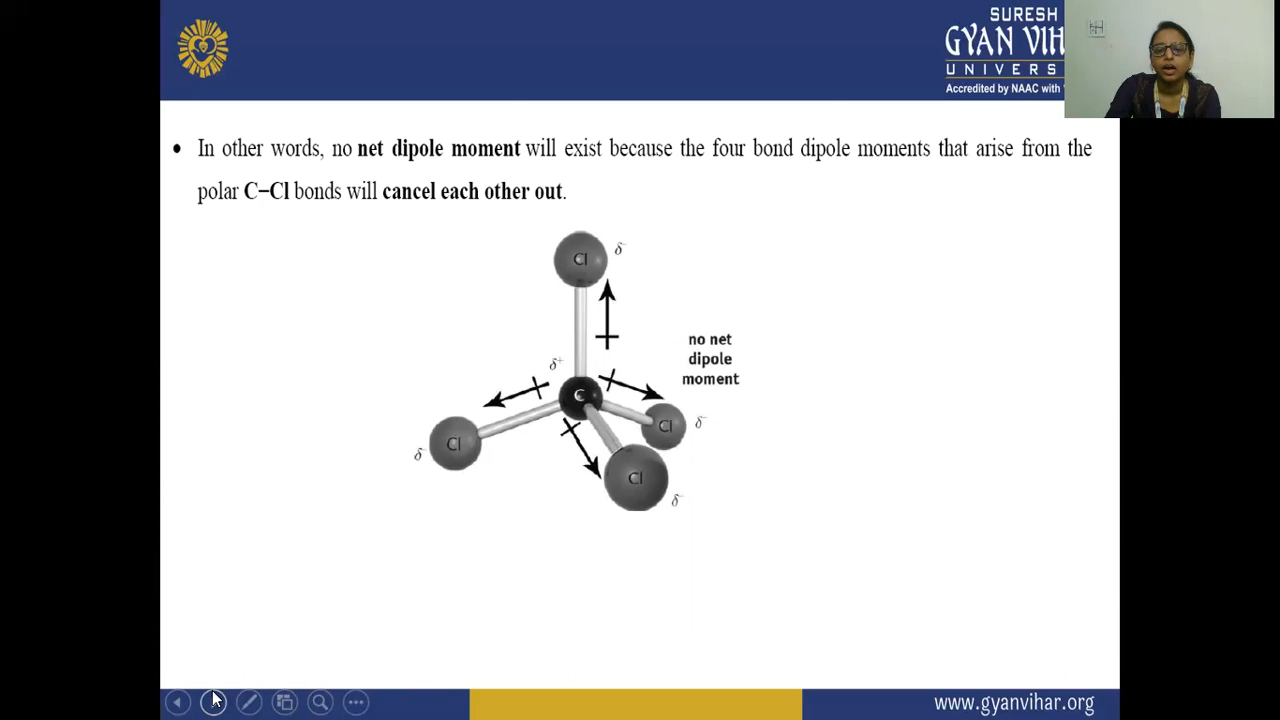 SURESH
GYAN VIH
UNIVERS
Accredited by NAAC with
• In other words, no net dipole moment will exist because the four bond dipole moments that arise from the
polar C−Cl bonds will cancel each other out.
Cl δ⁻
no net
dipole
moment
δ⁺
C
Cl δ⁻
Cl
δ⁻
Cl
δ⁻
www.gyanvihar.org